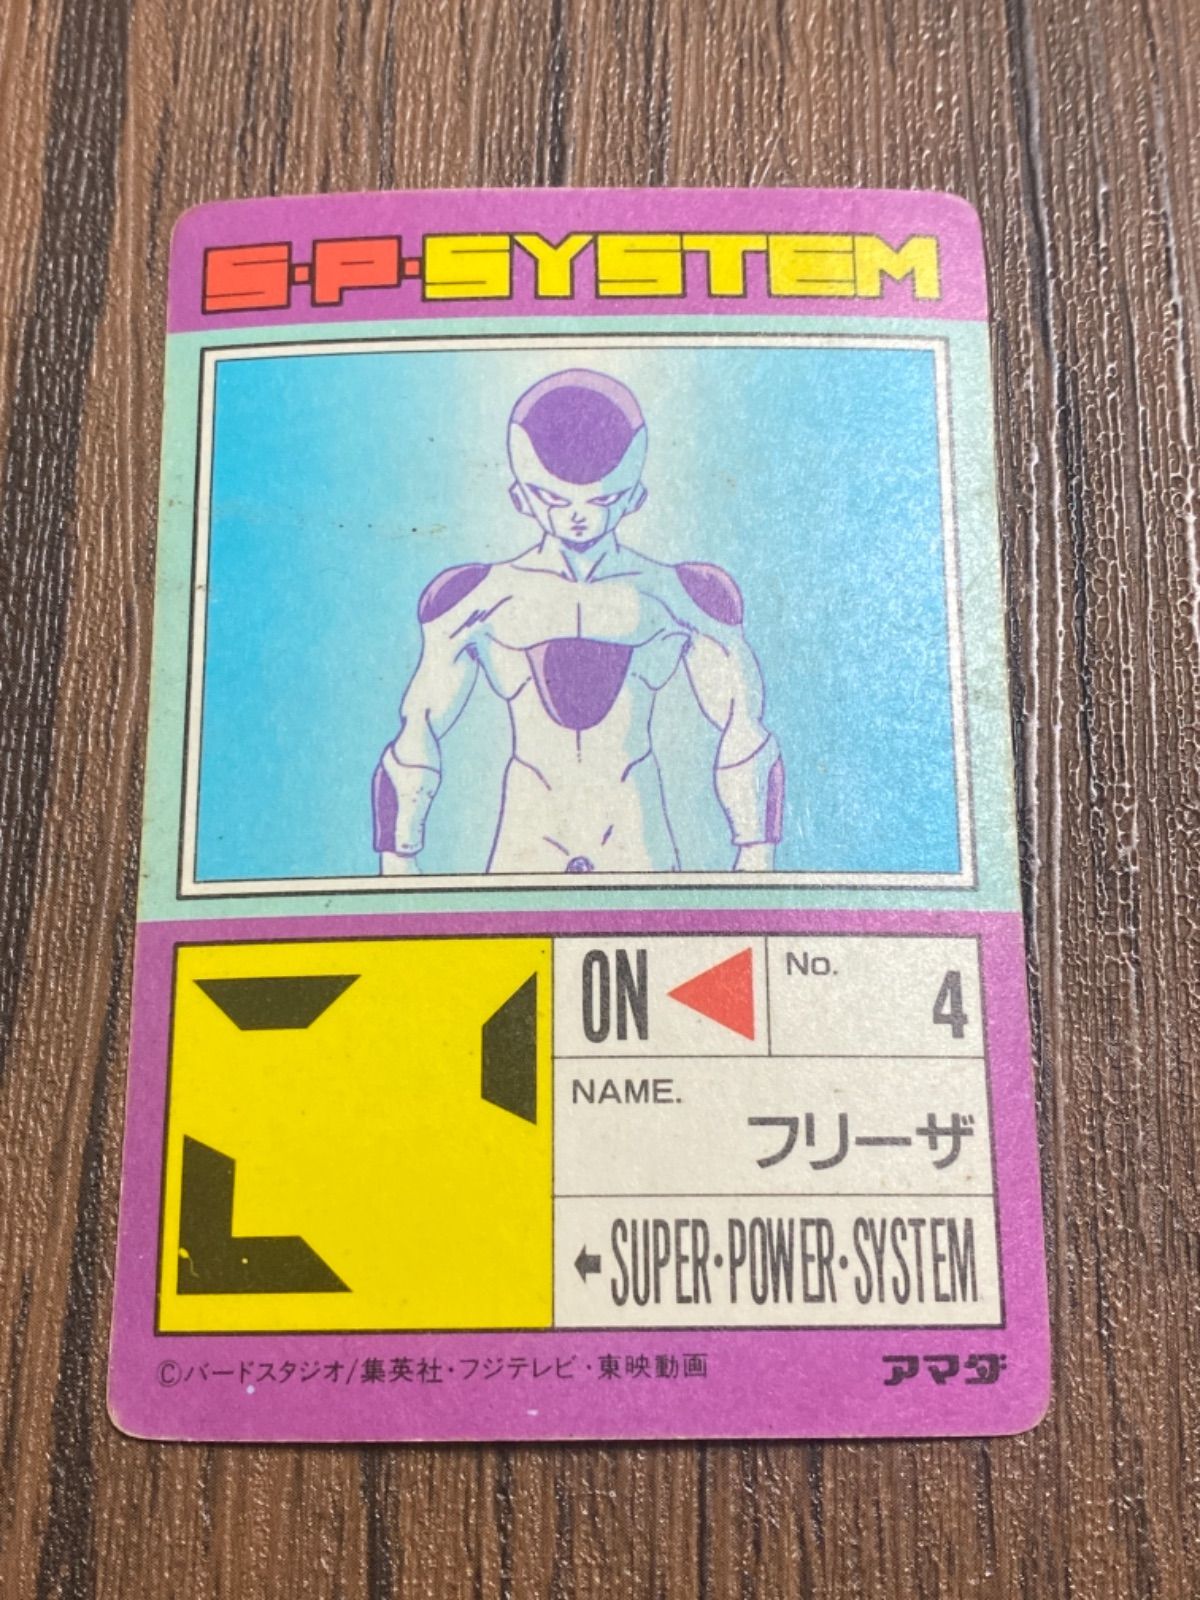 S・P・SYSTEM
ON
No.
4
NAME.
フリーザ
SUPER・POWER・SYSTEM
©バードスタジオ/集英社・フジテレビ・東映動画
アマダ